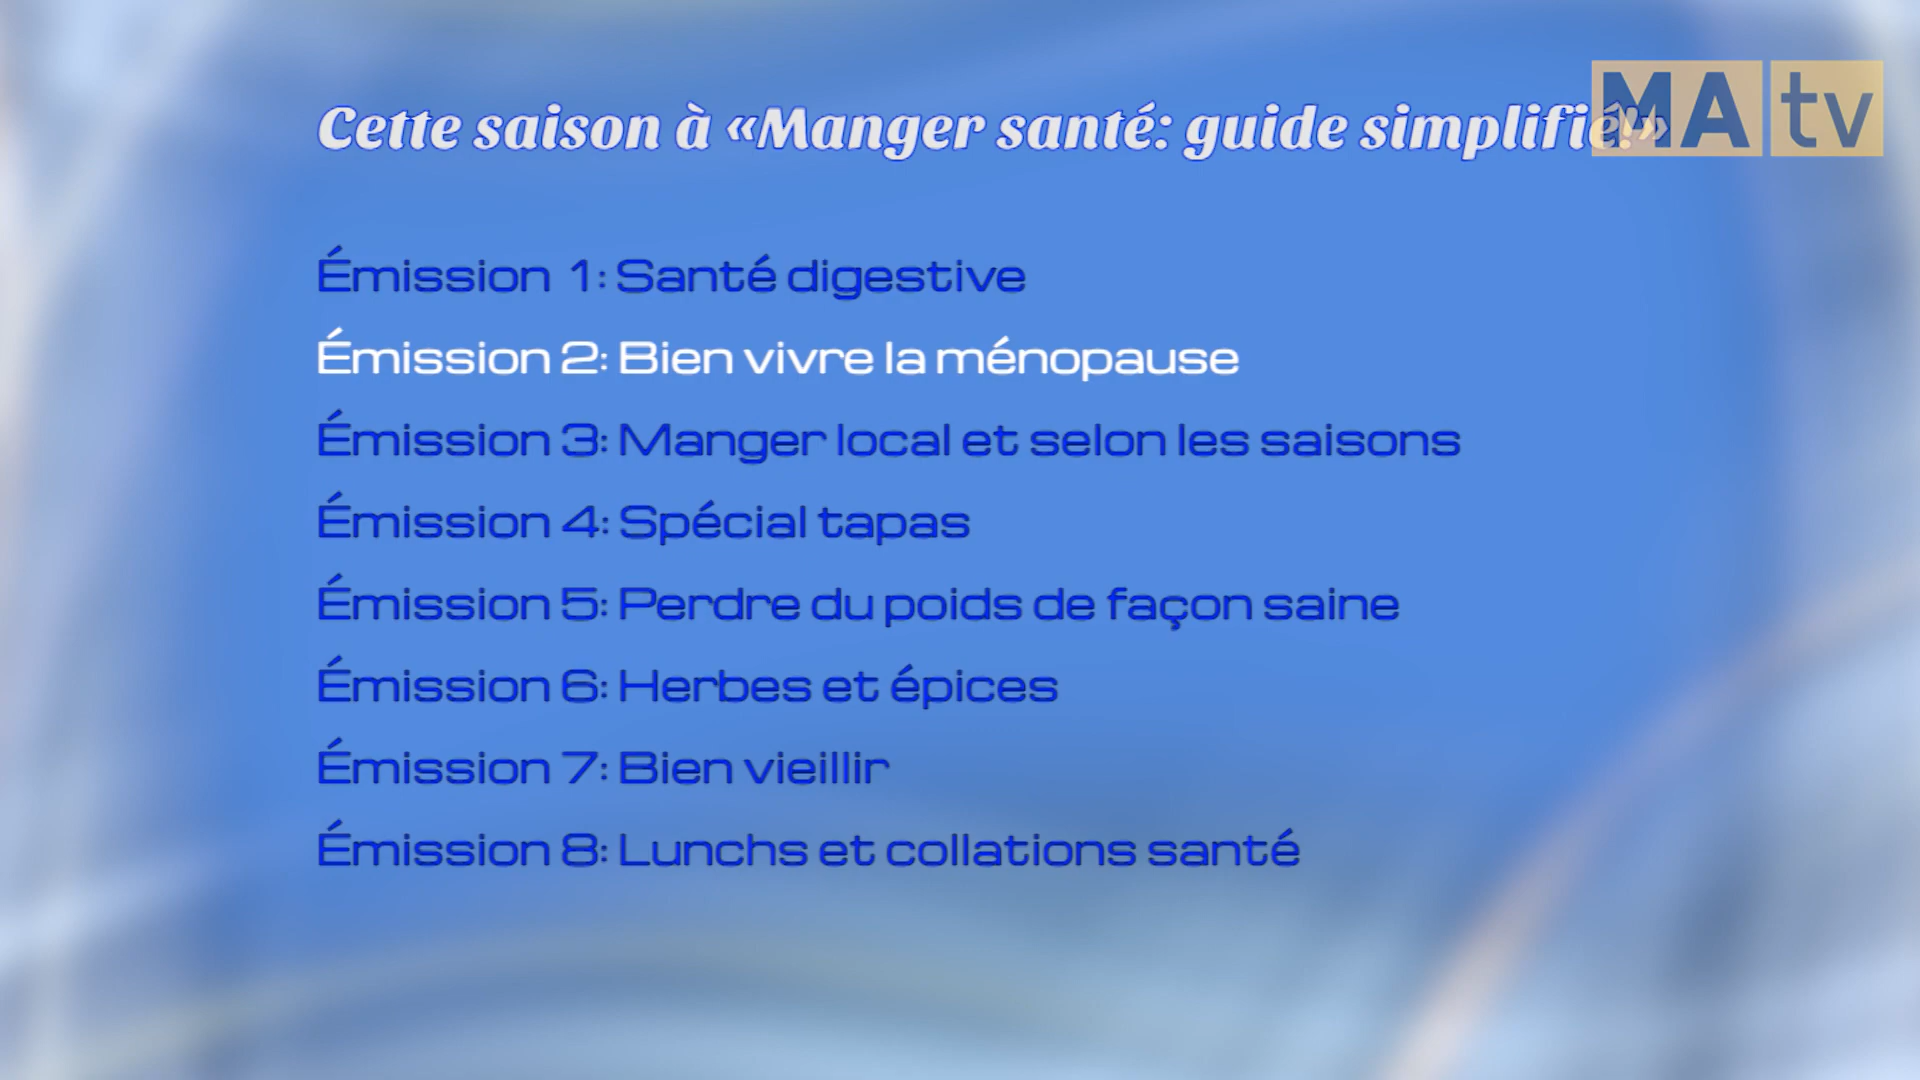 Cette saison à «Manger santé: guide simplifié!»
MAtv
Émission 1: Santé digestive
Émission 2: Bien vivre la ménopause
Émission 3: Manger local et selon les saisons
Émission 4: Spécial tapas
Émission 5: Perdre du poids de façon saine
Émission 6: Herbes et épices
Émission 7: Bien vieillir
Émission 8: Lunchs et collations santé